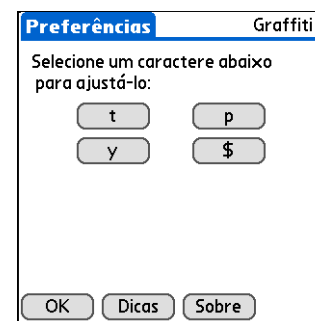 Preferências Graffiti
Selecione um caractere abaixo
para ajustá-lo:
t p
y $
OK Dicas Sobre